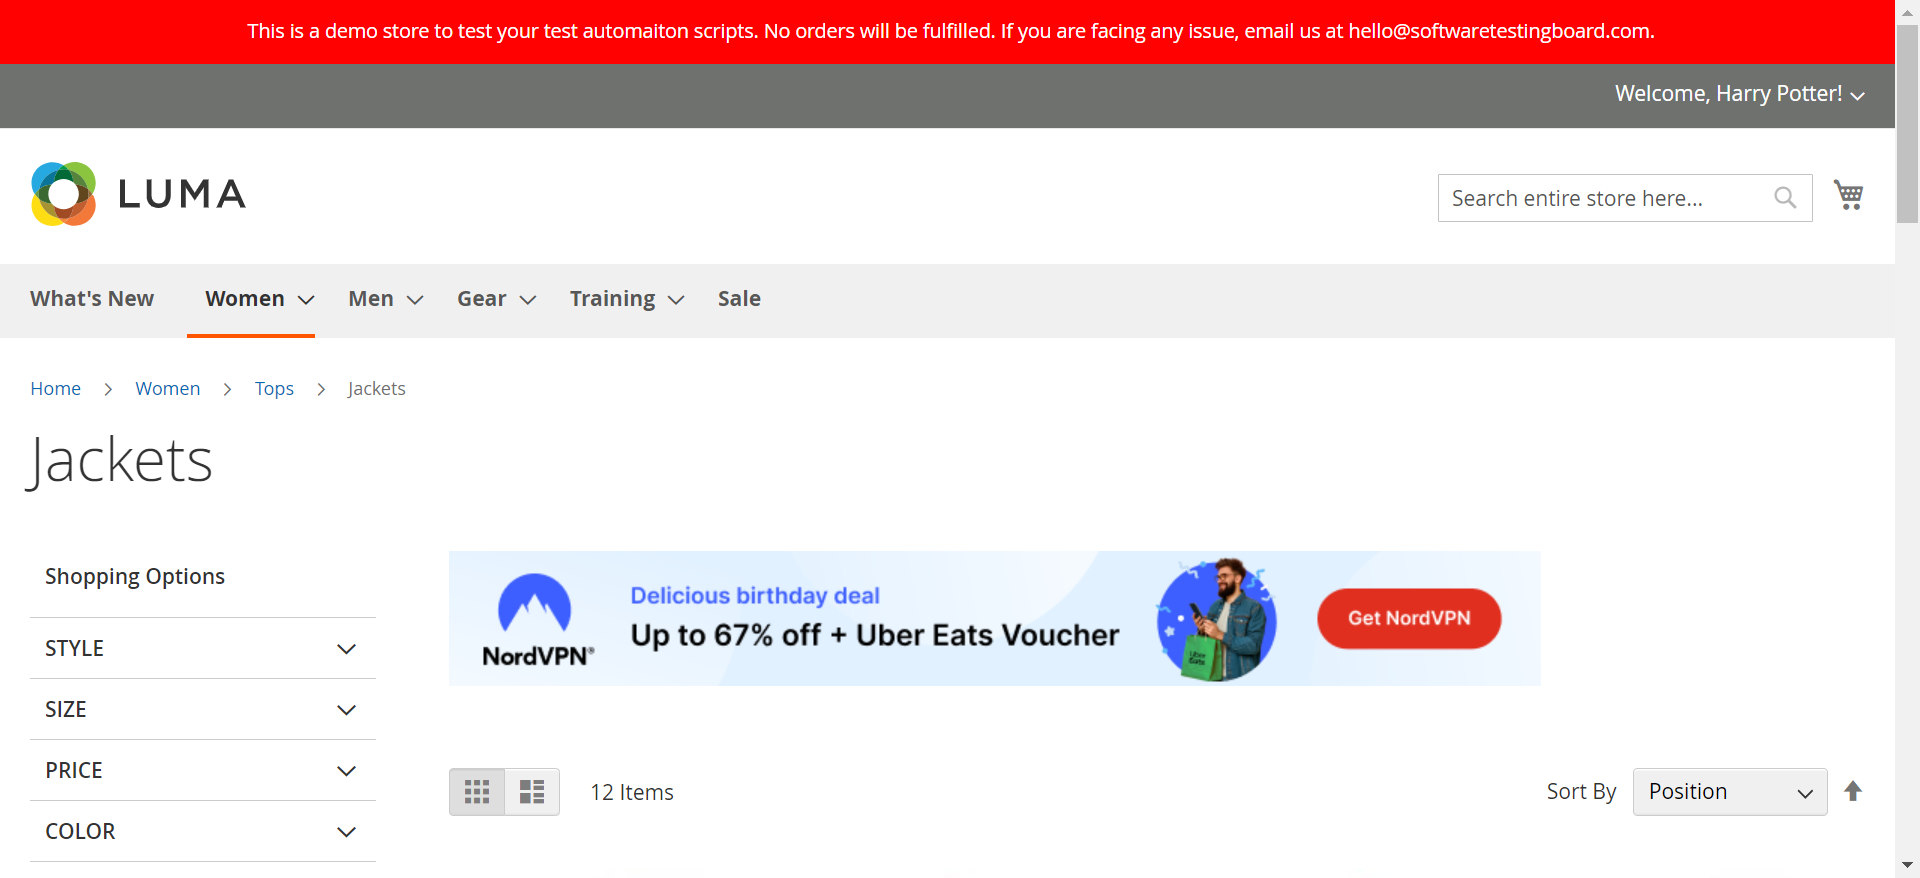 This is a demo store to test your test automaiton scripts. No orders will be fulfilled. If you are facing any issue, email us at hello@softwaretestingboard.com.
Welcome, Harry Potter!
LUMA
Search entire store here...
What's New Women Men Gear Training Sale
Home > Women > Tops > Jackets
Jackets
Shopping Options
STYLE
SIZE
PRICE
COLOR
NordVPN®
Delicious birthday deal
Up to 67% off + Uber Eats Voucher
Uber
Eats
Get NordVPN
12 Items
Sort By Position